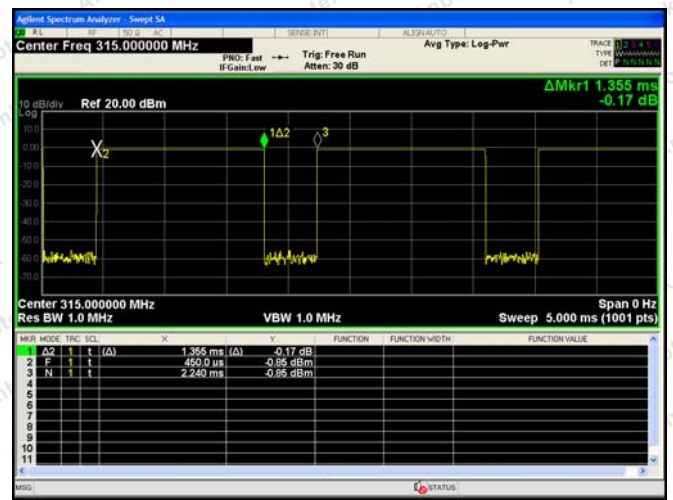 Agilent Spectrum Analyzer - Swept SA
RL RF 50 Ω AC SENSE:INT ALIGNAUTO
Center Freq 315.000000 MHz
PNO: Fast Trig: Free Run
IFGain:Low Atten: 30 dB
Avg Type: Log-Pwr
TRACE 1 2 3 4 5 6
TYPE
DET P N N N N N
ΔMkr1 1.355 ms
-0.17 dB
10 dB/div Ref 20.00 dBm
Log
10.0
0.00
-10.0
-20.0
-30.0
-40.0
-50.0
-60.0
-70.0
X2
1Δ2
3
Center 315.000000 MHz Span 0 Hz
Res BW 1.0 MHz VBW 1.0 MHz Sweep 5.000 ms (1001 pts)
MKR MODE TRC SCL X Y FUNCTION FUNCTION WIDTH FUNCTION VALUE
1 Δ2 1 t (Δ) 1.355 ms (Δ) -0.17 dB
2 F 1 t 450.0 µs -0.85 dBm
3 N 1 t 2.240 ms -0.85 dBm
4
5
6
7
8
9
10
11
MSG STATUS